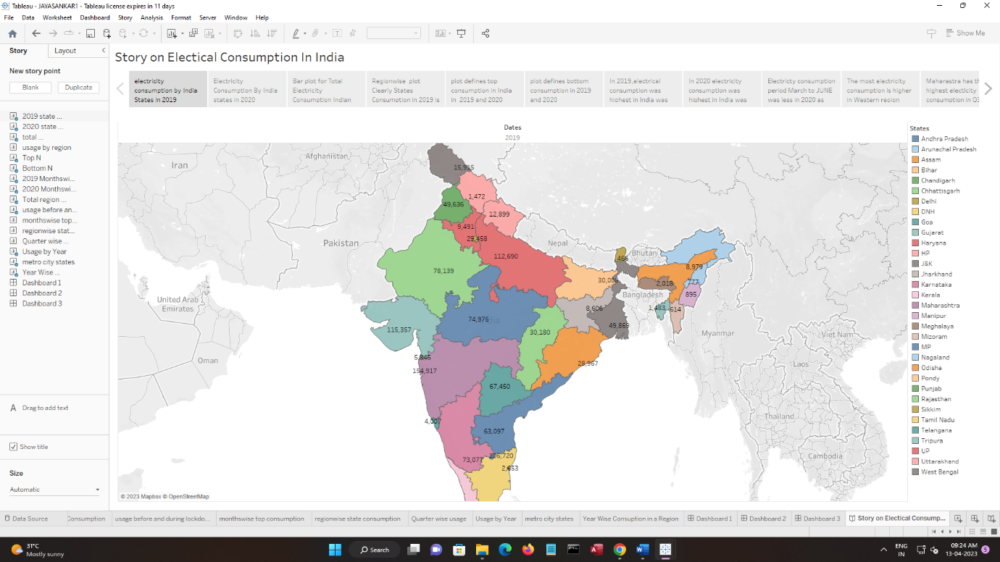 Tableau - JAYASANKAR1 - Tableau license expires in 11 days
File Data Worksheet Dashboard Story Analysis Format Server Window Help
Show Me
Story Layout
New story point
Blank Duplicate
2019 state ...
2020 state ...
total ...
usage by region
Top N
Bottom N
2019 Monthswi...
2020 Monthswi...
Total region ...
usage before an...
monthswise top...
regionwise stat...
Quarter wise ...
Usage by Year
metro city states
Year Wise ...
Dashboard 1
Dashboard 2
Dashboard 3
A Drag to add text
Show title
Size
Automatic
Story on Electical Consumption In India
electricity
consumption by India
States in 2019
Electricity
Consumption By India
states in 2020
Bar plot for Total
Electricity
Consumption Indian
Regionwise plot
Clearly States
Consumption in 2019 is
plot defines top
consumption in India
in 2019 and 2020
plot defines bottom
consumption in 2019
and 2020
In 2019,electrical
consumption was
highest in India was
In 2020 electricity
consumption was
highest in India was
Electricty consumption
period March to JUNE
was less in 2020 as
The most electricity
consumption is higher
in Western region
Maharastre has th
highest electicity
consumption in Q3
Dates
2019
Afghanistan
Iran
Pakistan
Nepal
Bhutan
Bangladesh
United Arab
Emirates
Oman
Myanmar
Viet Nam
Laos
Thailand
Cambodia
15,915
1,472
49,636
12,899
9,491
29,458
112,690
78,139
466
30,006
8,979
2,018
777
895
1,483
614
8,606
49,869
74,975
115,357
30,180
5,845
28,967
154,917
67,450
4,007
63,097
73,077
106,720
2,653
© 2023 Mapbox © OpenStreetMap
States
Andhra Pradesh
Arunachal Pradesh
Assam
Bihar
Chandigarh
Chhattisgarh
Delhi
DNH
Goa
Gujarat
Haryana
HP
J&K
Jharkhand
Karnataka
Kerala
Maharashtra
Manipur
Meghalaya
Mizoram
MP
Nagaland
Odisha
Pondy
Punjab
Rajasthan
Sikkim
Tamil Nadu
Telangana
Tripura
UP
Uttarakhand
West Bengal
Data Source Consumption usage before and during lockdo... monthswise top consumption regionwise state consumption Quarter wise usage Usage by Year metro city states Year Wise Consuption in a Region Dashboard 1 Dashboard 2 Dashboard 3 Story on Electical Consump...
31°C
Mostly sunny
Search
ENG
IN
09:24 AM
13-04-2023
5